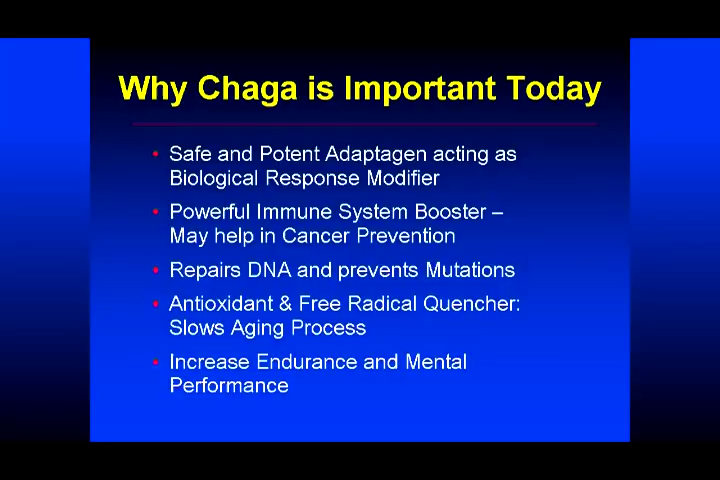 Why Chaga is Important Today
• Safe and Potent Adaptagen acting as
Biological Response Modifier
• Powerful Immune System Booster –
May help in Cancer Prevention
• Repairs DNA and prevents Mutations
• Antioxidant & Free Radical Quencher:
Slows Aging Process
• Increase Endurance and Mental
Performance